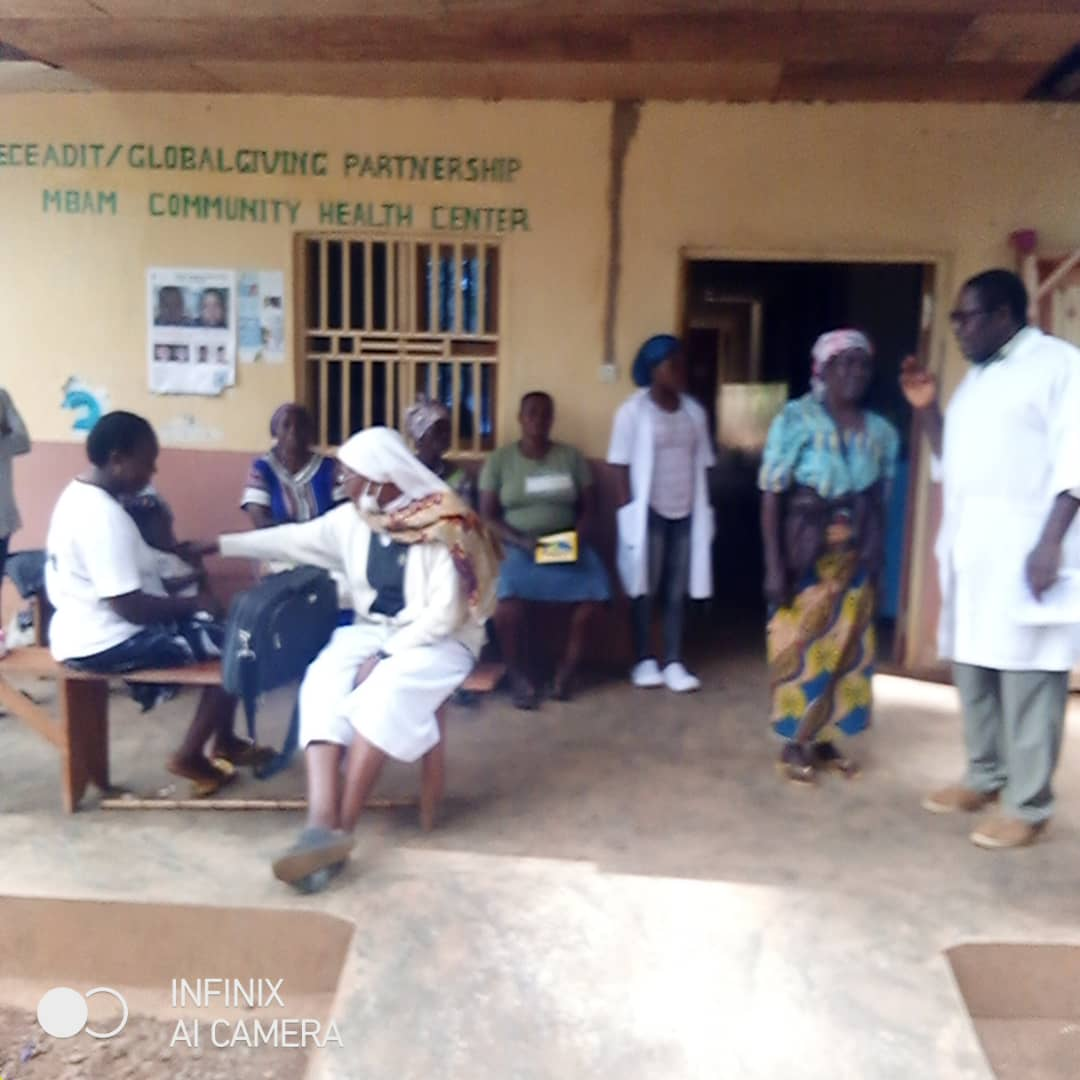 ECEADIT/GLOBALGIVING PARTNERSHIP
MBAM COMMUNITY HEALTH CENTER
INFINIX
AI CAMERA